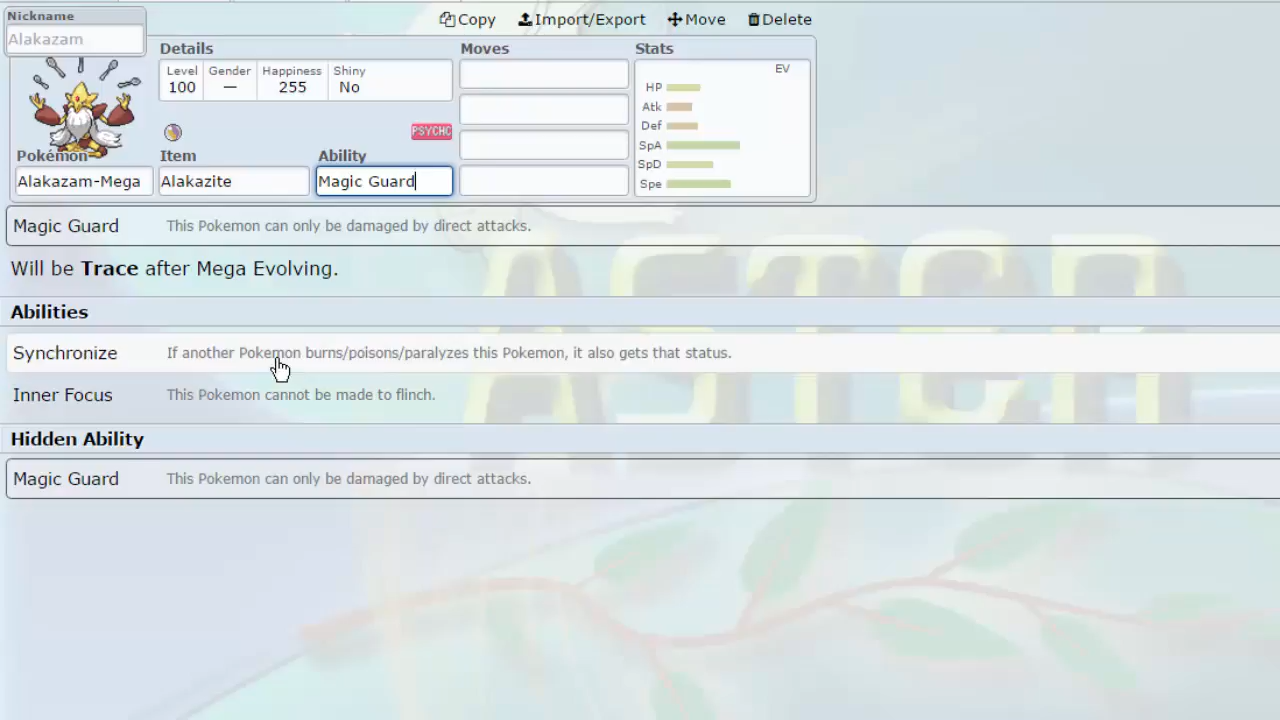 Nickname
Alakazam
Copy Import/Export Move Delete
Details
Level Gender Happiness Shiny
100 — 255 No
PSYCHC
Pokémon Item Ability
Alakazam-Mega Alakazite Magic Guard
Moves
Stats
EV
HP
Atk
Def
SpA
SpD
Spe
Magic Guard This Pokemon can only be damaged by direct attacks.
Will be Trace after Mega Evolving.
Abilities
Synchronize If another Pokemon burns/poisons/paralyzes this Pokemon, it also gets that status.
Inner Focus This Pokemon cannot be made to flinch.
Hidden Ability
Magic Guard This Pokemon can only be damaged by direct attacks.